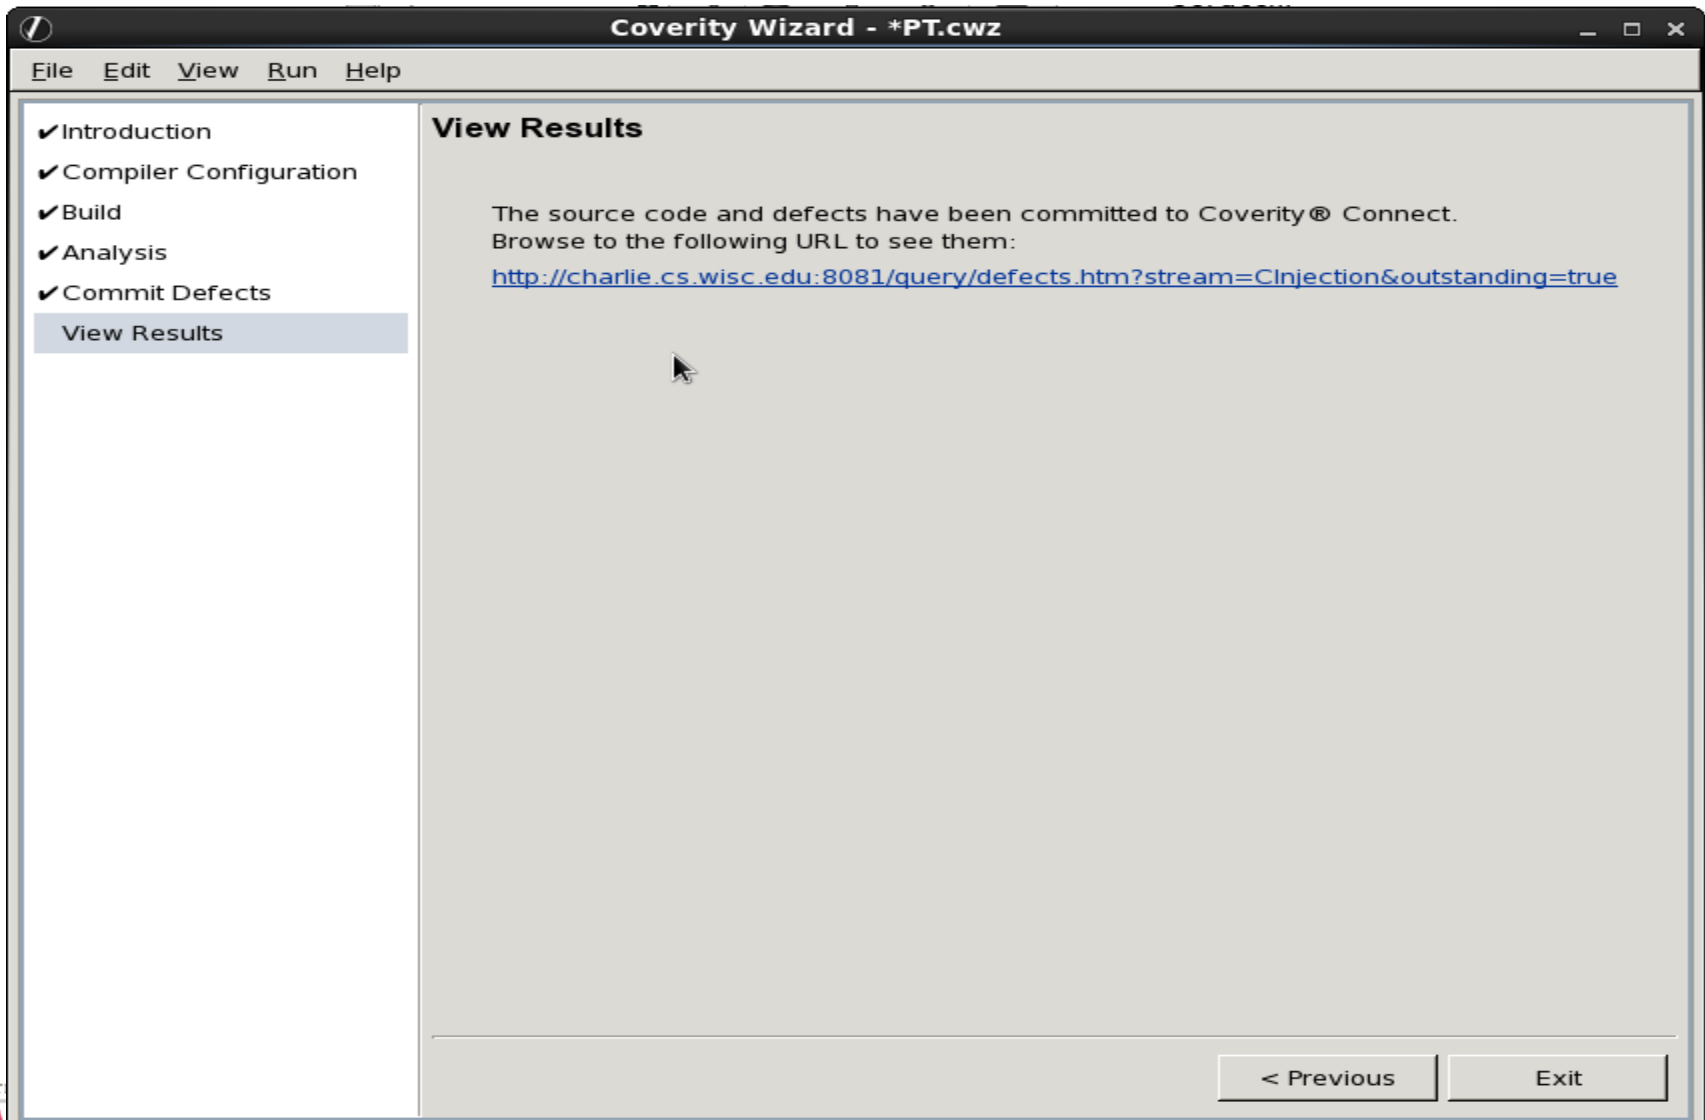 Coverity Wizard - *PT.cwz
File Edit View Run Help
✔Introduction
✔Compiler Configuration
✔Build
✔Analysis
✔Commit Defects
View Results
View Results
The source code and defects have been committed to Coverity® Connect.
Browse to the following URL to see them:
http://charlie.cs.wisc.edu:8081/query/defects.htm?stream=CInjection&outstanding=true
< Previous
Exit